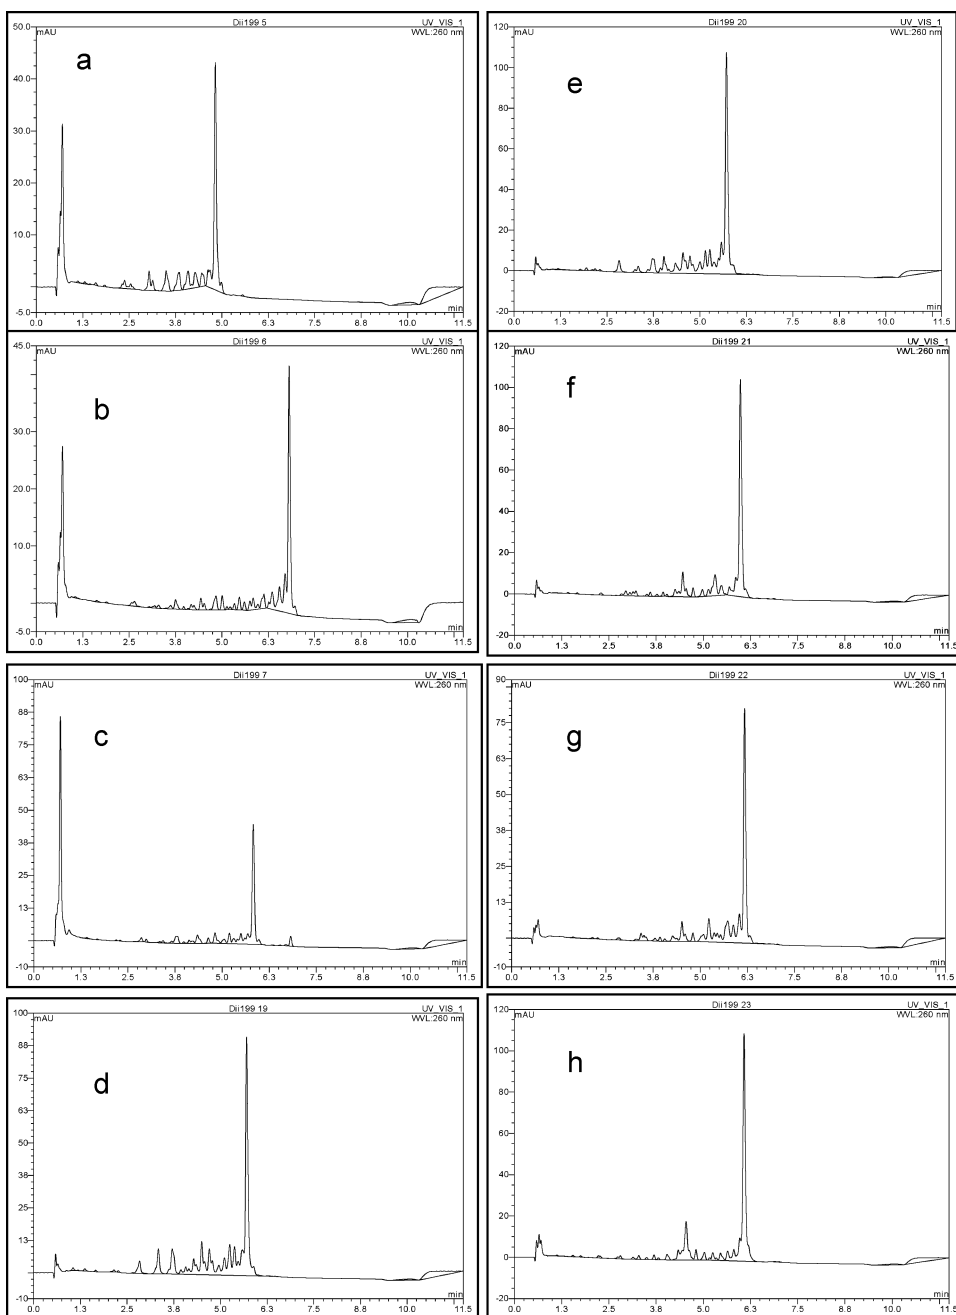 Dii199 5 UV_VIS_1
50.0 mAU WVL:260 nm
a
40.0
30.0
20.0
10.0
-5.0 min
0.0 1.3 2.5 3.8 5.0 6.3 7.5 8.8 10.0 11.5
Dii199 6 UV_VIS_1
45.0 mAU WVL:260 nm
b
30.0
20.0
10.0
-5.0 min
0.0 1.3 2.5 3.8 5.0 6.3 7.5 8.8 10.0 11.5
Dii199 7 UV_VIS_1
100 mAU WVL:260 nm
88
c
75
63
50
38
25
13
-10 min
0.0 1.3 2.5 3.8 5.0 6.3 7.5 8.8 10.0 11.5
Dii199 19 UV_VIS_1
100 mAU WVL:260 nm
88
d
75
63
50
38
25
13
-10 min
0.0 1.3 2.5 3.8 5.0 6.3 7.5 8.8 10.0 11.5
Dii199 20 UV_VIS_1
120 mAU WVL:260 nm
100
e
80
60
40
20
0
-20 min
0.0 1.3 2.5 3.8 5.0 6.3 7.5 8.8 10.0 11.5
Dii199 21 UV_VIS_1
120 mAU WVL:260 nm
100
f
80
60
40
20
0
-20 min
0.0 1.3 2.5 3.8 5.0 6.3 7.5 8.8 10.0 11.5
Dii199 22 UV_VIS_1
90 mAU WVL:260 nm
75
g
63
50
38
25
13
-10 min
0.0 1.3 2.5 3.8 5.0 6.3 7.5 8.8 10.0 11.5
Dii199 23 UV_VIS_1
120 mAU WVL:260 nm
100
h
80
60
40
20
0
-20 min
0.0 1.3 2.5 3.8 5.0 6.3 7.5 8.8 10.0 11.5